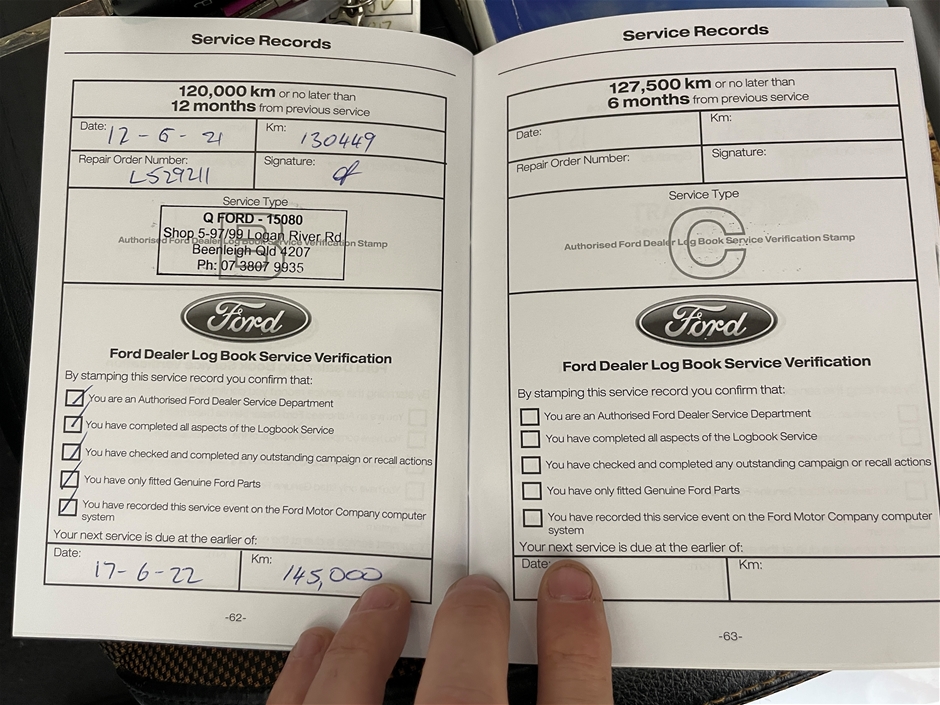 Service Records
120,000 km or no later than
12 months from previous service
Date: 12-6-21 Km: 130449
Repair Order Number: L529211 Signature:
Service Type
B
Authorised Ford Dealer Log Book Service Verification Stamp
Q FORD - 15080
Shop 5-97/99 Logan River Rd
Beenleigh Qld 4207
Ph: 07 3807 9935
Ford
Ford Dealer Log Book Service Verification
By stamping this service record you confirm that:
You are an Authorised Ford Dealer Service Department
You have completed all aspects of the Logbook Service
You have checked and completed any outstanding campaign or recall actions
You have only fitted Genuine Ford Parts
You have recorded this service event on the Ford Motor Company computer
system
Your next service is due at the earlier of:
Date: 17-6-22 Km: 145,000
-62-
Service Records
127,500 km or no later than
6 months from previous service
Date: Km:
Repair Order Number: Signature:
Service Type
C
Authorised Ford Dealer Log Book Service Verification Stamp
Ford
Ford Dealer Log Book Service Verification
By stamping this service record you confirm that:
You are an Authorised Ford Dealer Service Department
You have completed all aspects of the Logbook Service
You have checked and completed any outstanding campaign or recall actions
You have only fitted Genuine Ford Parts
You have recorded this service event on the Ford Motor Company computer
system
Your next service is due at the earlier of:
Date: Km:
-63-